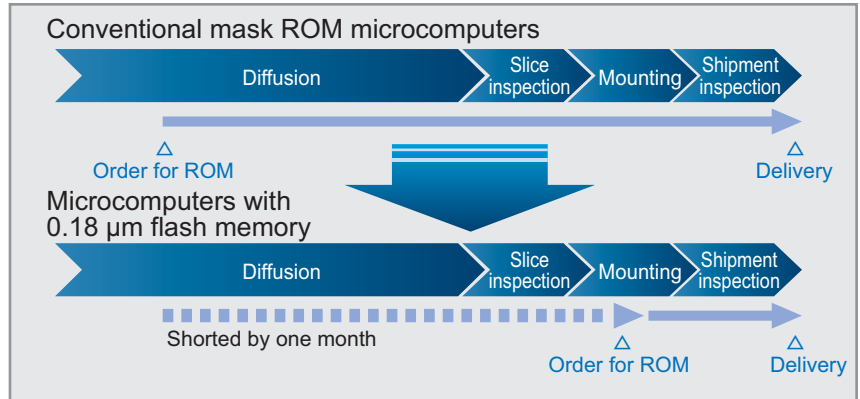 Conventional mask ROM microcomputers
Diffusion
Slice
inspection
Mounting
Shipment
inspection
△
Order for ROM
△
Delivery
Microcomputers with
0.18 µm flash memory
Diffusion
Slice
inspection
Mounting
Shipment
inspection
Shorted by one month
△
Order for ROM
△
Delivery